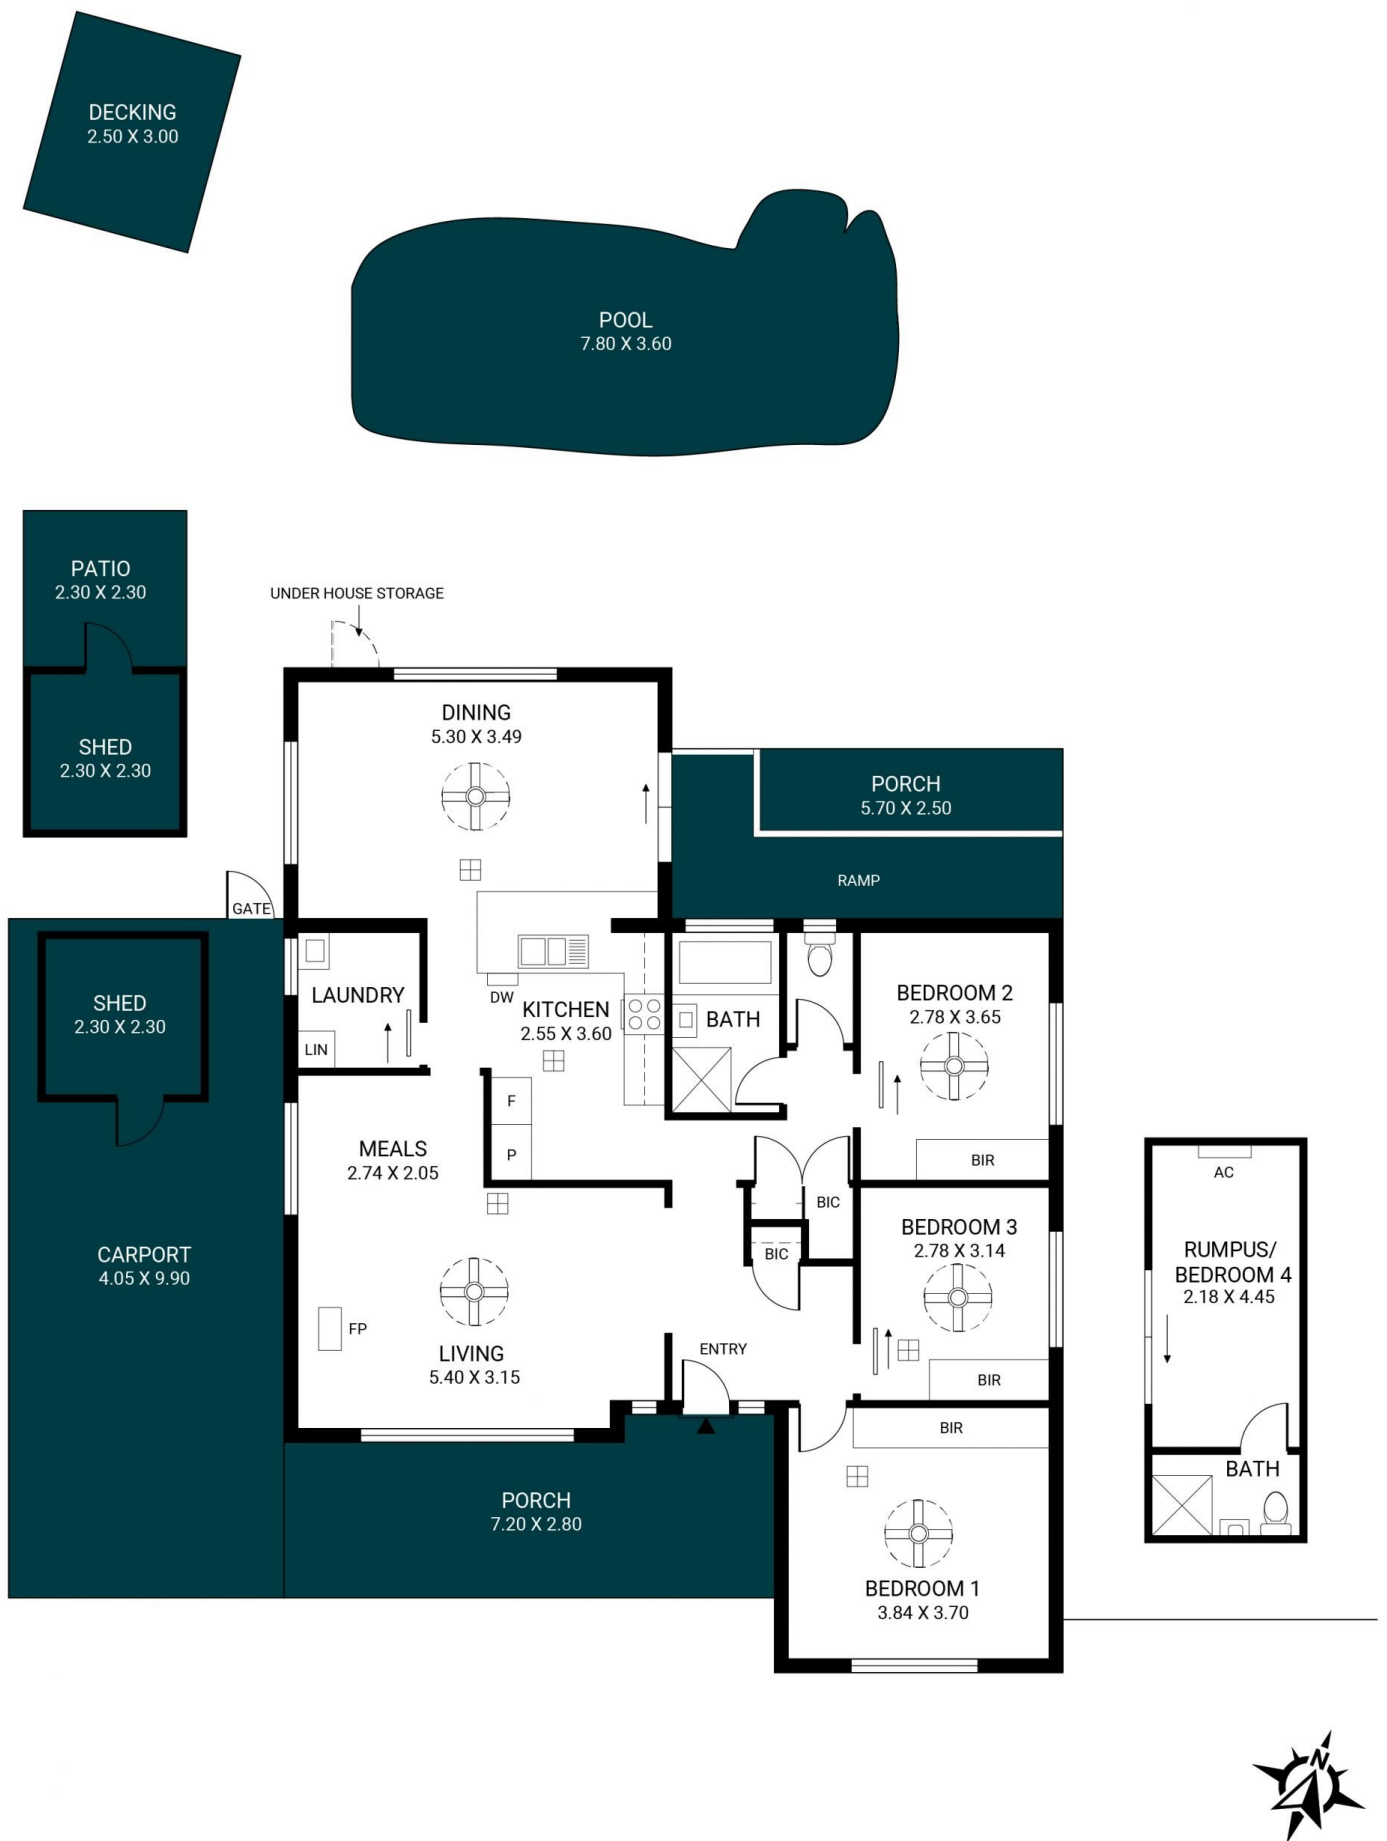 DECKING
2.50 X 3.00
POOL
7.80 X 3.60
PATIO
2.30 X 2.30
UNDER HOUSE STORAGE
SHED
2.30 X 2.30
DINING
5.30 X 3.49
PORCH
5.70 X 2.50
RAMP
GATE
SHED
2.30 X 2.30
LAUNDRY
LIN
DW
KITCHEN
2.55 X 3.60
F
P
BATH
BEDROOM 2
2.78 X 3.65
BIR
MEALS
2.74 X 2.05
BIC
BIC
BEDROOM 3
2.78 X 3.14
BIR
AC
RUMPUS/
BEDROOM 4
2.18 X 4.45
BATH
CARPORT
4.05 X 9.90
FP
LIVING
5.40 X 3.15
ENTRY
BIR
PORCH
7.20 X 2.80
BEDROOM 1
3.84 X 3.70
N